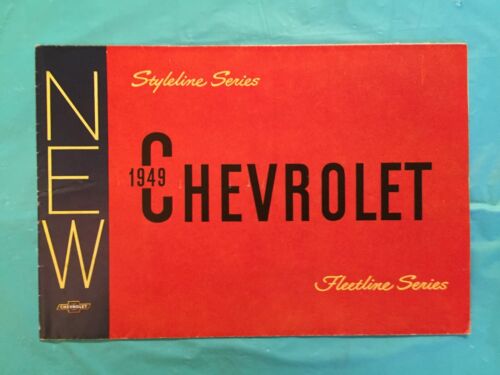 NEW
CHEVROLET
Styleline Series
1949 CHEVROLET
Fleetline Series